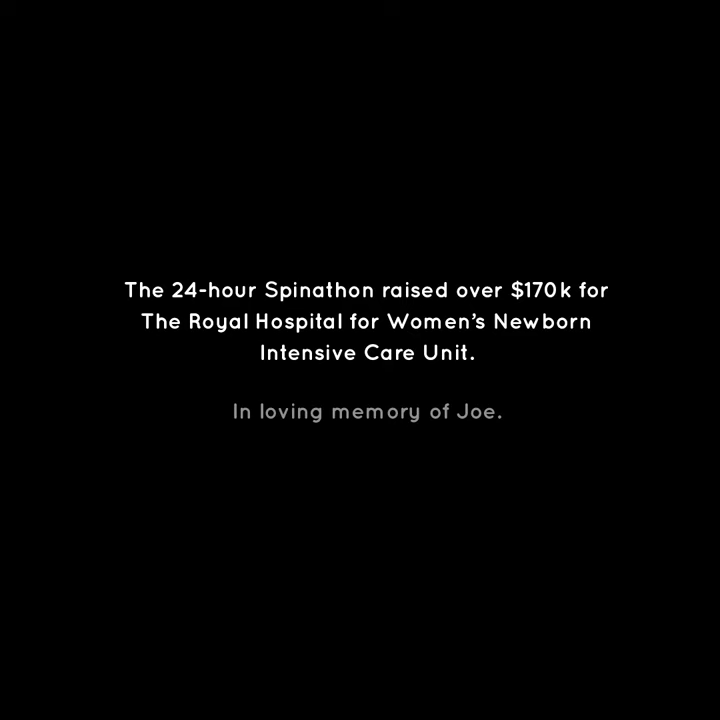 The 24-hour Spinathon raised over $170k for
The Royal Hospital for Women’s Newborn
Intensive Care Unit.
In loving memory of Joe.